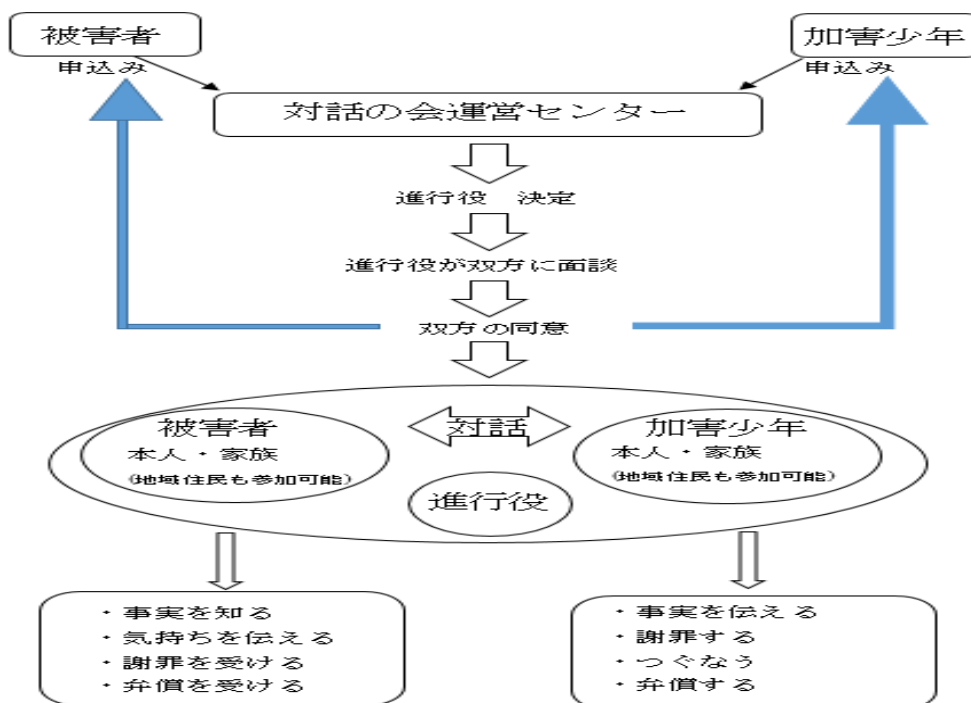 被害者
加害少年
申込み
申込み
対話の会運営センター
進行役　決定
進行役が双方に面談
双方の同意
被害者
本人・家族
(地域住民も参加可能)
対話
加害少年
本人・家族
(地域住民も参加可能)
進行役
・事実を知る
・気持ちを伝える
・謝罪を受ける
・弁償を受ける
・事実を伝える
・謝罪する
・つぐなう
・弁償する